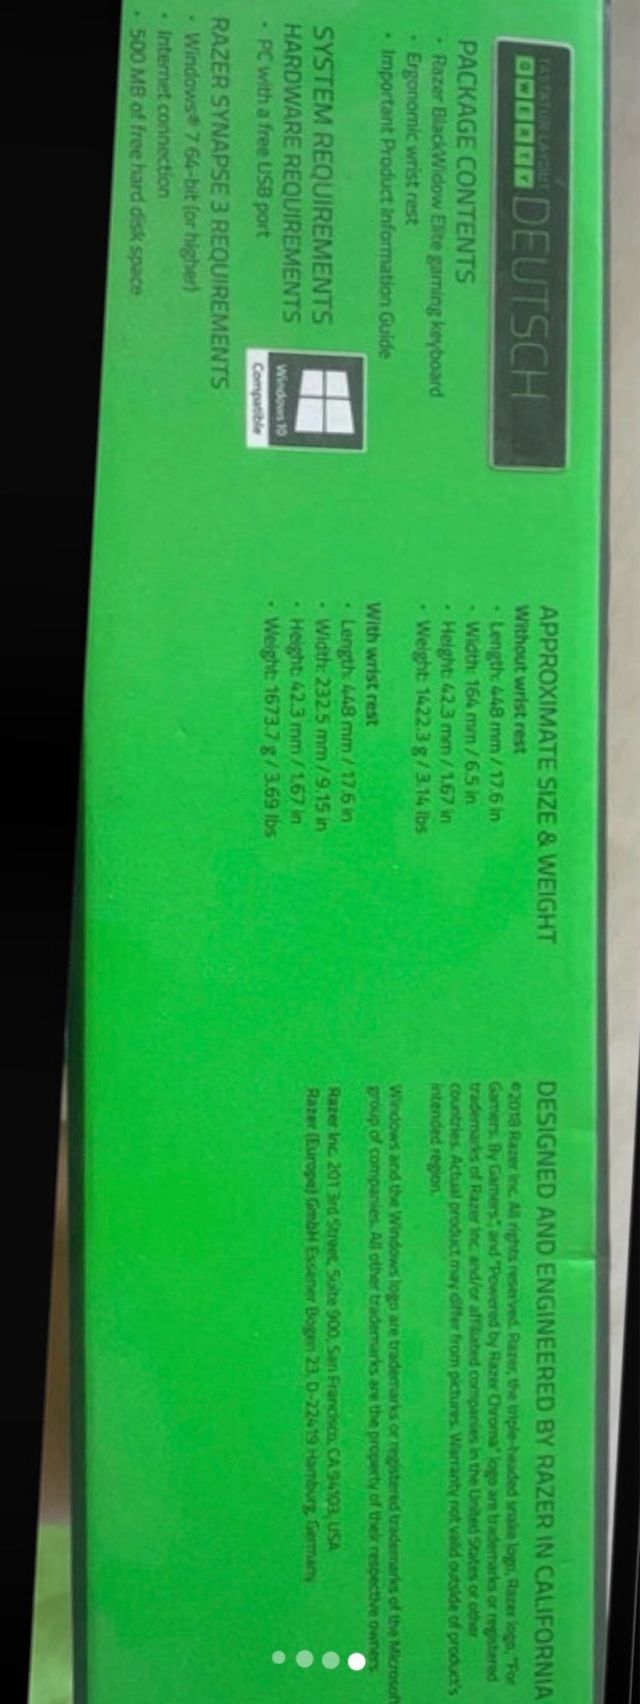 TASTATUR LAYOUT
QWERTY
DEUTSCH
PACKAGE CONTENTS
• Razer BlackWidow Elite gaming keyboard
• Ergonomic wrist rest
• Important Product Information Guide
SYSTEM REQUIREMENTS
HARDWARE REQUIREMENTS
• PC with a free USB port
Windows 10
Compatible
RAZER SYNAPSE 3 REQUIREMENTS
• Windows® 7 64-bit (or higher)
• Internet connection
• 500 MB of free hard disk space
APPROXIMATE SIZE & WEIGHT
Without wrist rest
• Length: 448 mm / 17.6 in
• Width: 164 mm / 6.5 in
• Height: 42.3 mm / 1.67 in
• Weight: 1422.3 g / 3.14 lbs
With wrist rest
• Length: 448 mm / 17.6 in
• Width: 232.5 mm / 9.15 in
• Height: 42.3 mm / 1.67 in
• Weight: 1673.7 g / 3.69 lbs
DESIGNED AND ENGINEERED BY RAZER IN CALIFORNIA
©2018 Razer Inc. All rights reserved. Razer, the triple-headed snake logo, Razer logo, "For
Gamers. By Gamers.", and "Powered by Razer Chroma" logo are trademarks or registered
trademarks of Razer Inc. and/or affiliated companies in the United States or other
countries. Actual product may differ from pictures. Warranty not valid outside of product's
intended region.
Windows and the Windows logo are trademarks or registered trademarks of the Microsoft
group of companies. All other trademarks are the property of their respective owners.
Razer Inc. 201 3rd Street, Suite 900, San Francisco, CA 94103, USA
Razer (Europe) GmbH Essener Bogen 23, D-22419 Hamburg, Germany